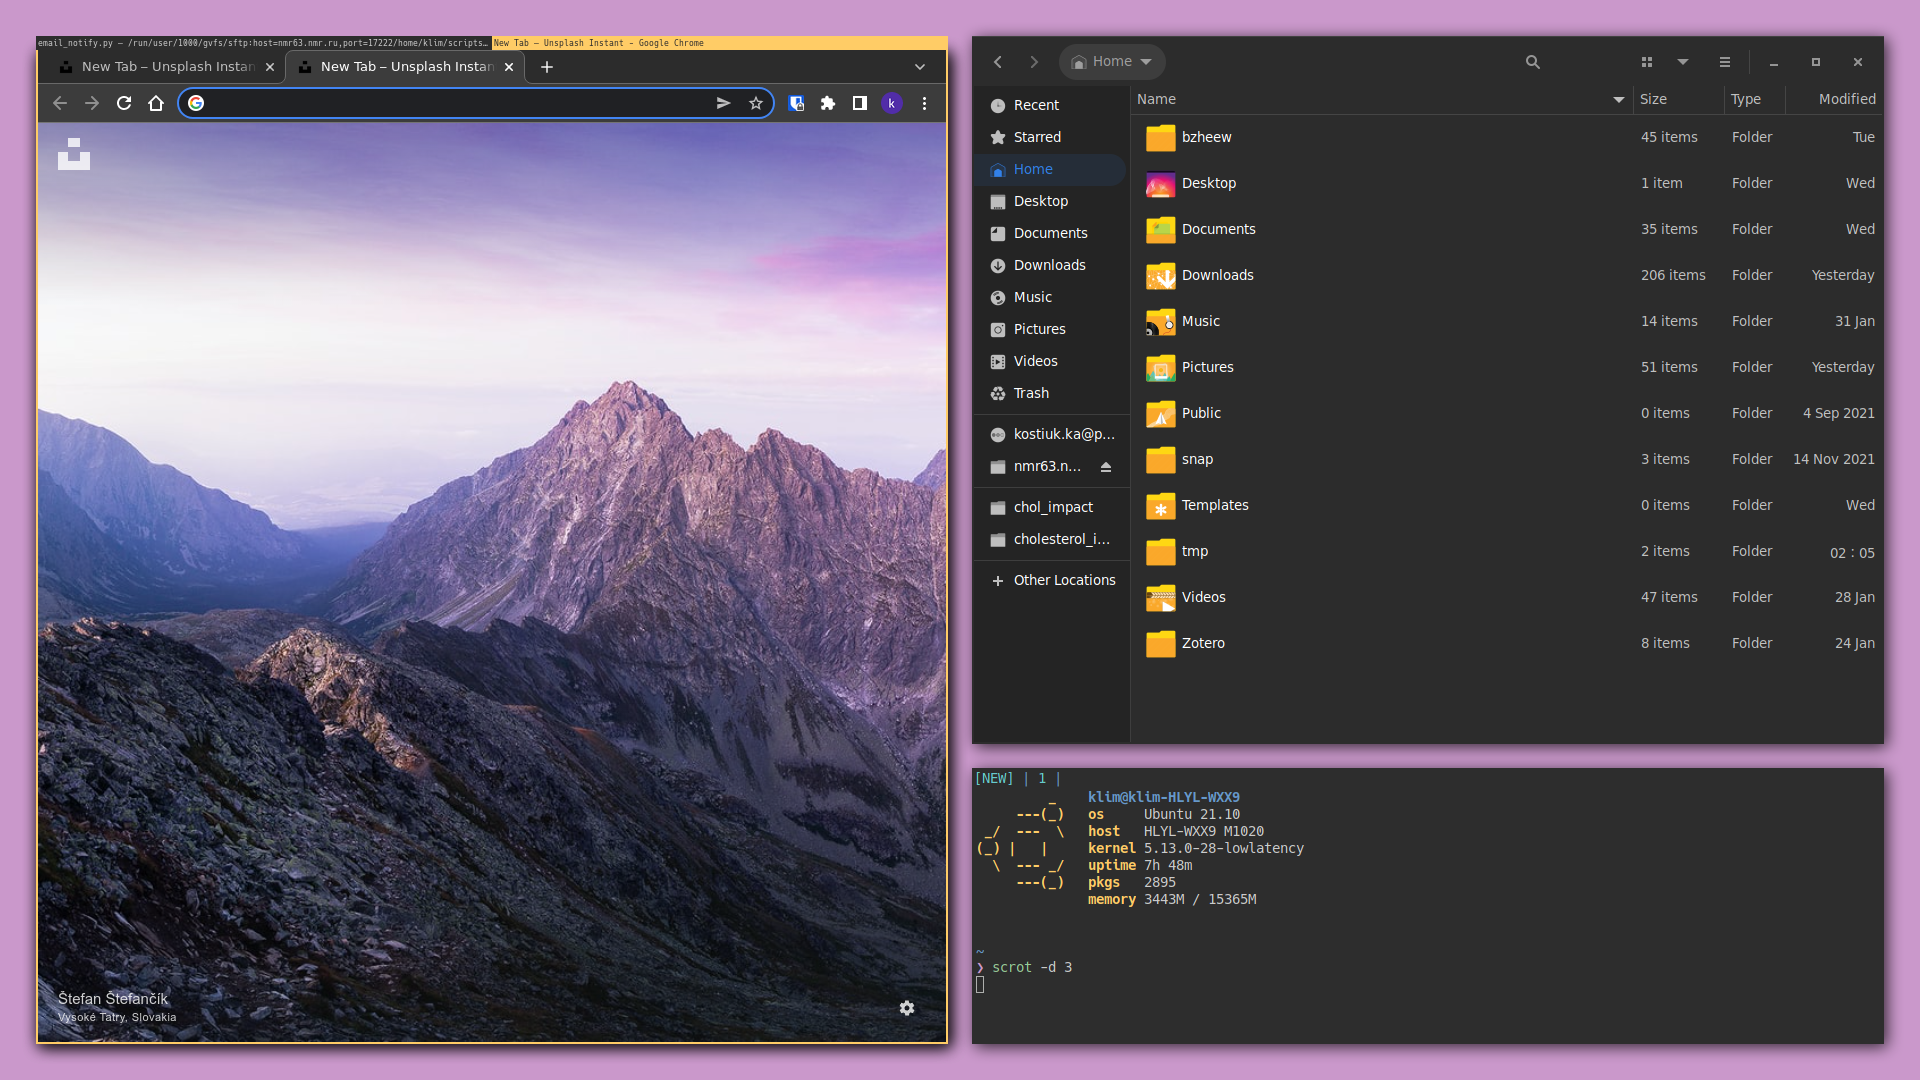 email_notify.py – /run/user/1000/gvfs/sftp:host=nmr63.nmr.ru,port=17222/home/klim/scripts…
New Tab – Unsplash Instant - Google Chrome
New Tab – Unsplash Instan
New Tab – Unsplash Instan
k
Štefan Štefančík
Vysoké Tatry, Slovakia
Home
Recent
Starred
Home
Desktop
Documents
Downloads
Music
Pictures
Videos
Trash
kostiuk.ka@p…
nmr63.n…
chol_impact
cholesterol_i…
Other Locations
Name Size Type Modified
bzheew 45 items Folder Tue
Desktop 1 item Folder Wed
Documents 35 items Folder Wed
Downloads 206 items Folder Yesterday
Music 14 items Folder 31 Jan
Pictures 51 items Folder Yesterday
Public 0 items Folder 4 Sep 2021
snap 3 items Folder 14 Nov 2021
Templates 0 items Folder Wed
tmp 2 items Folder 02 : 05
Videos 47 items Folder 28 Jan
Zotero 8 items Folder 24 Jan
[NEW] | 1 |
klim@klim-HLYL-WXX9
os Ubuntu 21.10
host HLYL-WXX9 M1020
kernel 5.13.0-28-lowlatency
uptime 7h 48m
pkgs 2895
memory 3443M / 15365M
~
❯ scrot -d 3